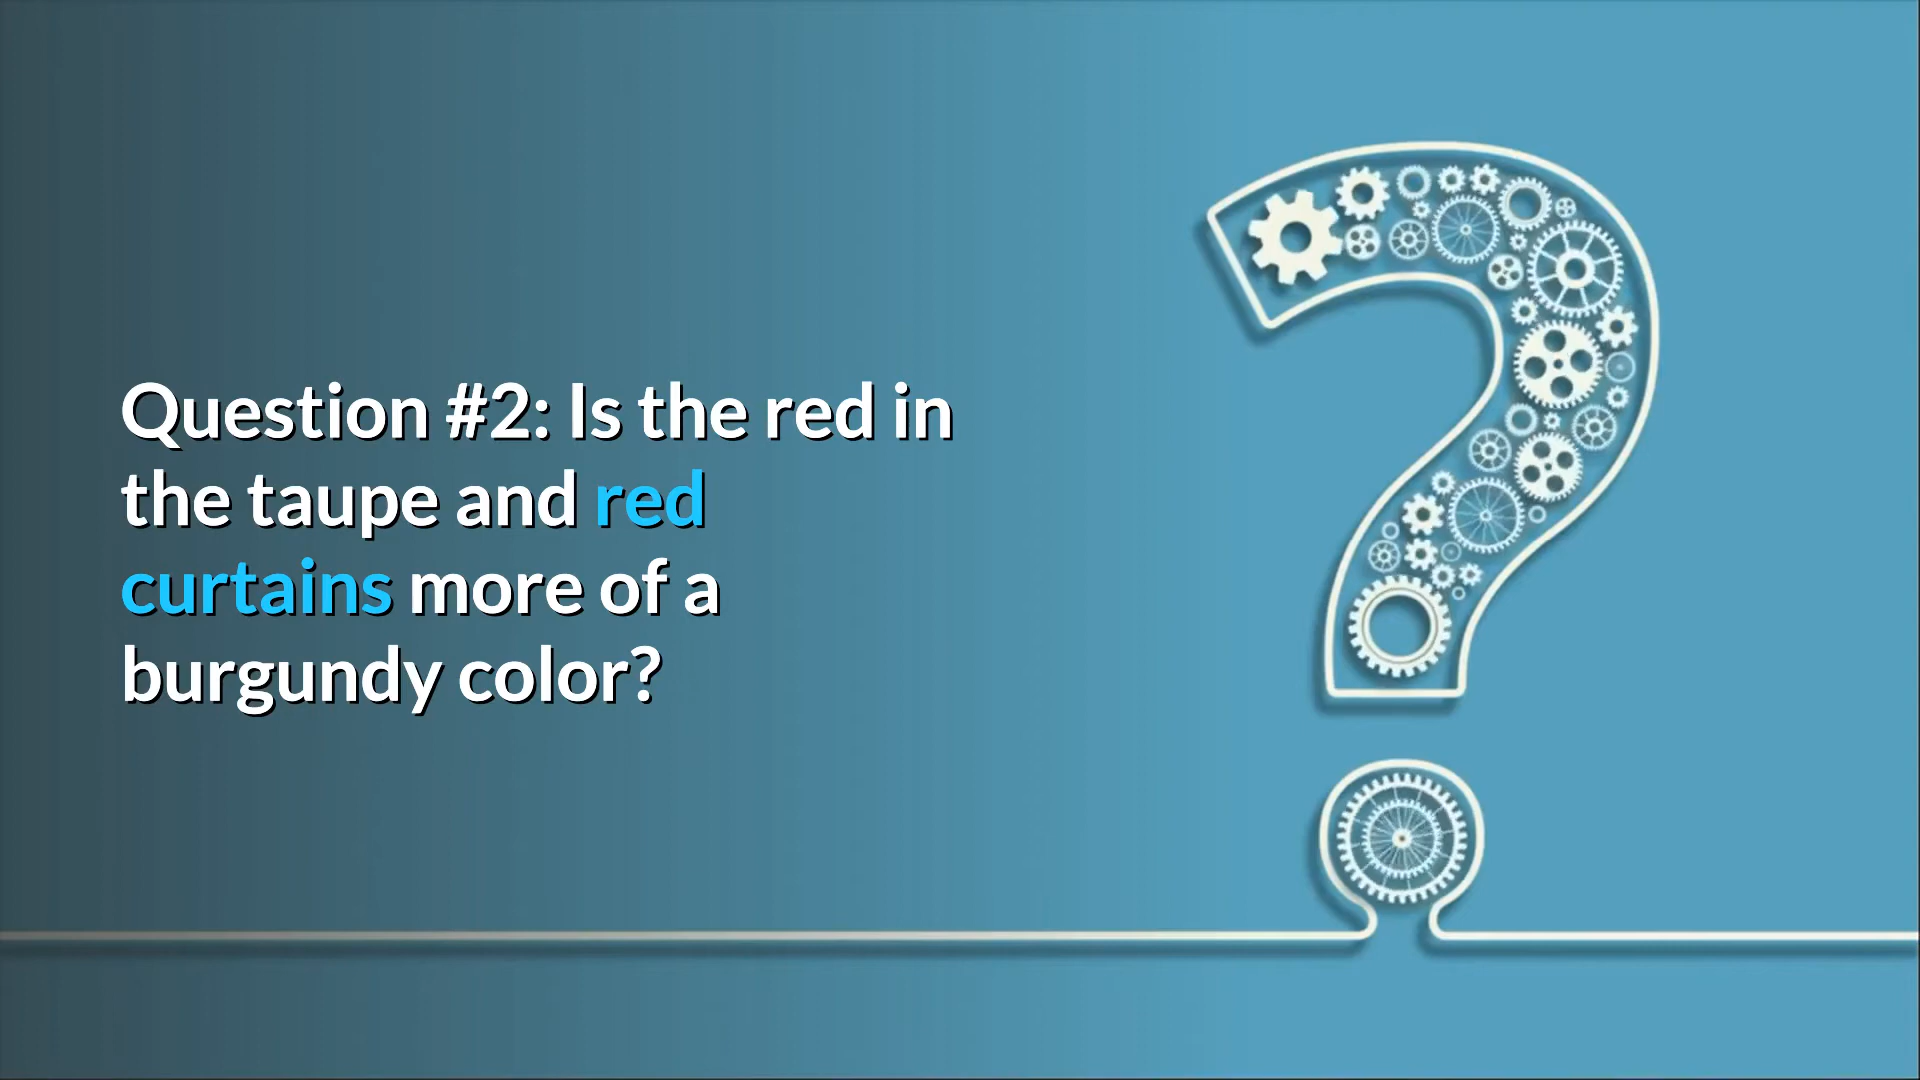 Question #2: Is the red in
the taupe and red
curtains more of a
burgundy color?